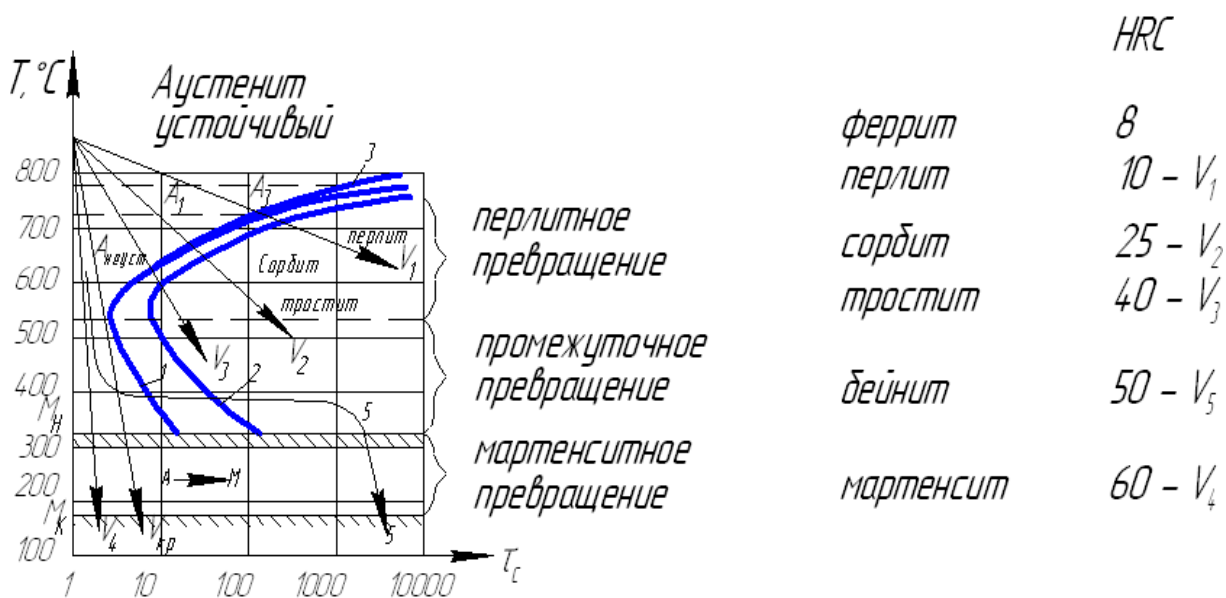 T,°C
Аустенит
устойчивый
800
700
600
500
400
Mн
300
200
Mк
100
1
10
100
1000
10000
τс
3
A1
A1
Анеуст
перлит
V1
Сорбит
тростит
V2
V3
1
2
5
А М
V4
Vкр
5
перлитное
превращение
промежуточное
превращение
мартенситное
превращение
HRC
феррит 8
перлит 10 - V1
сорбит 25 - V2
тростит 40 - V3
бейнит 50 - V5
мартенсит 60 - V4